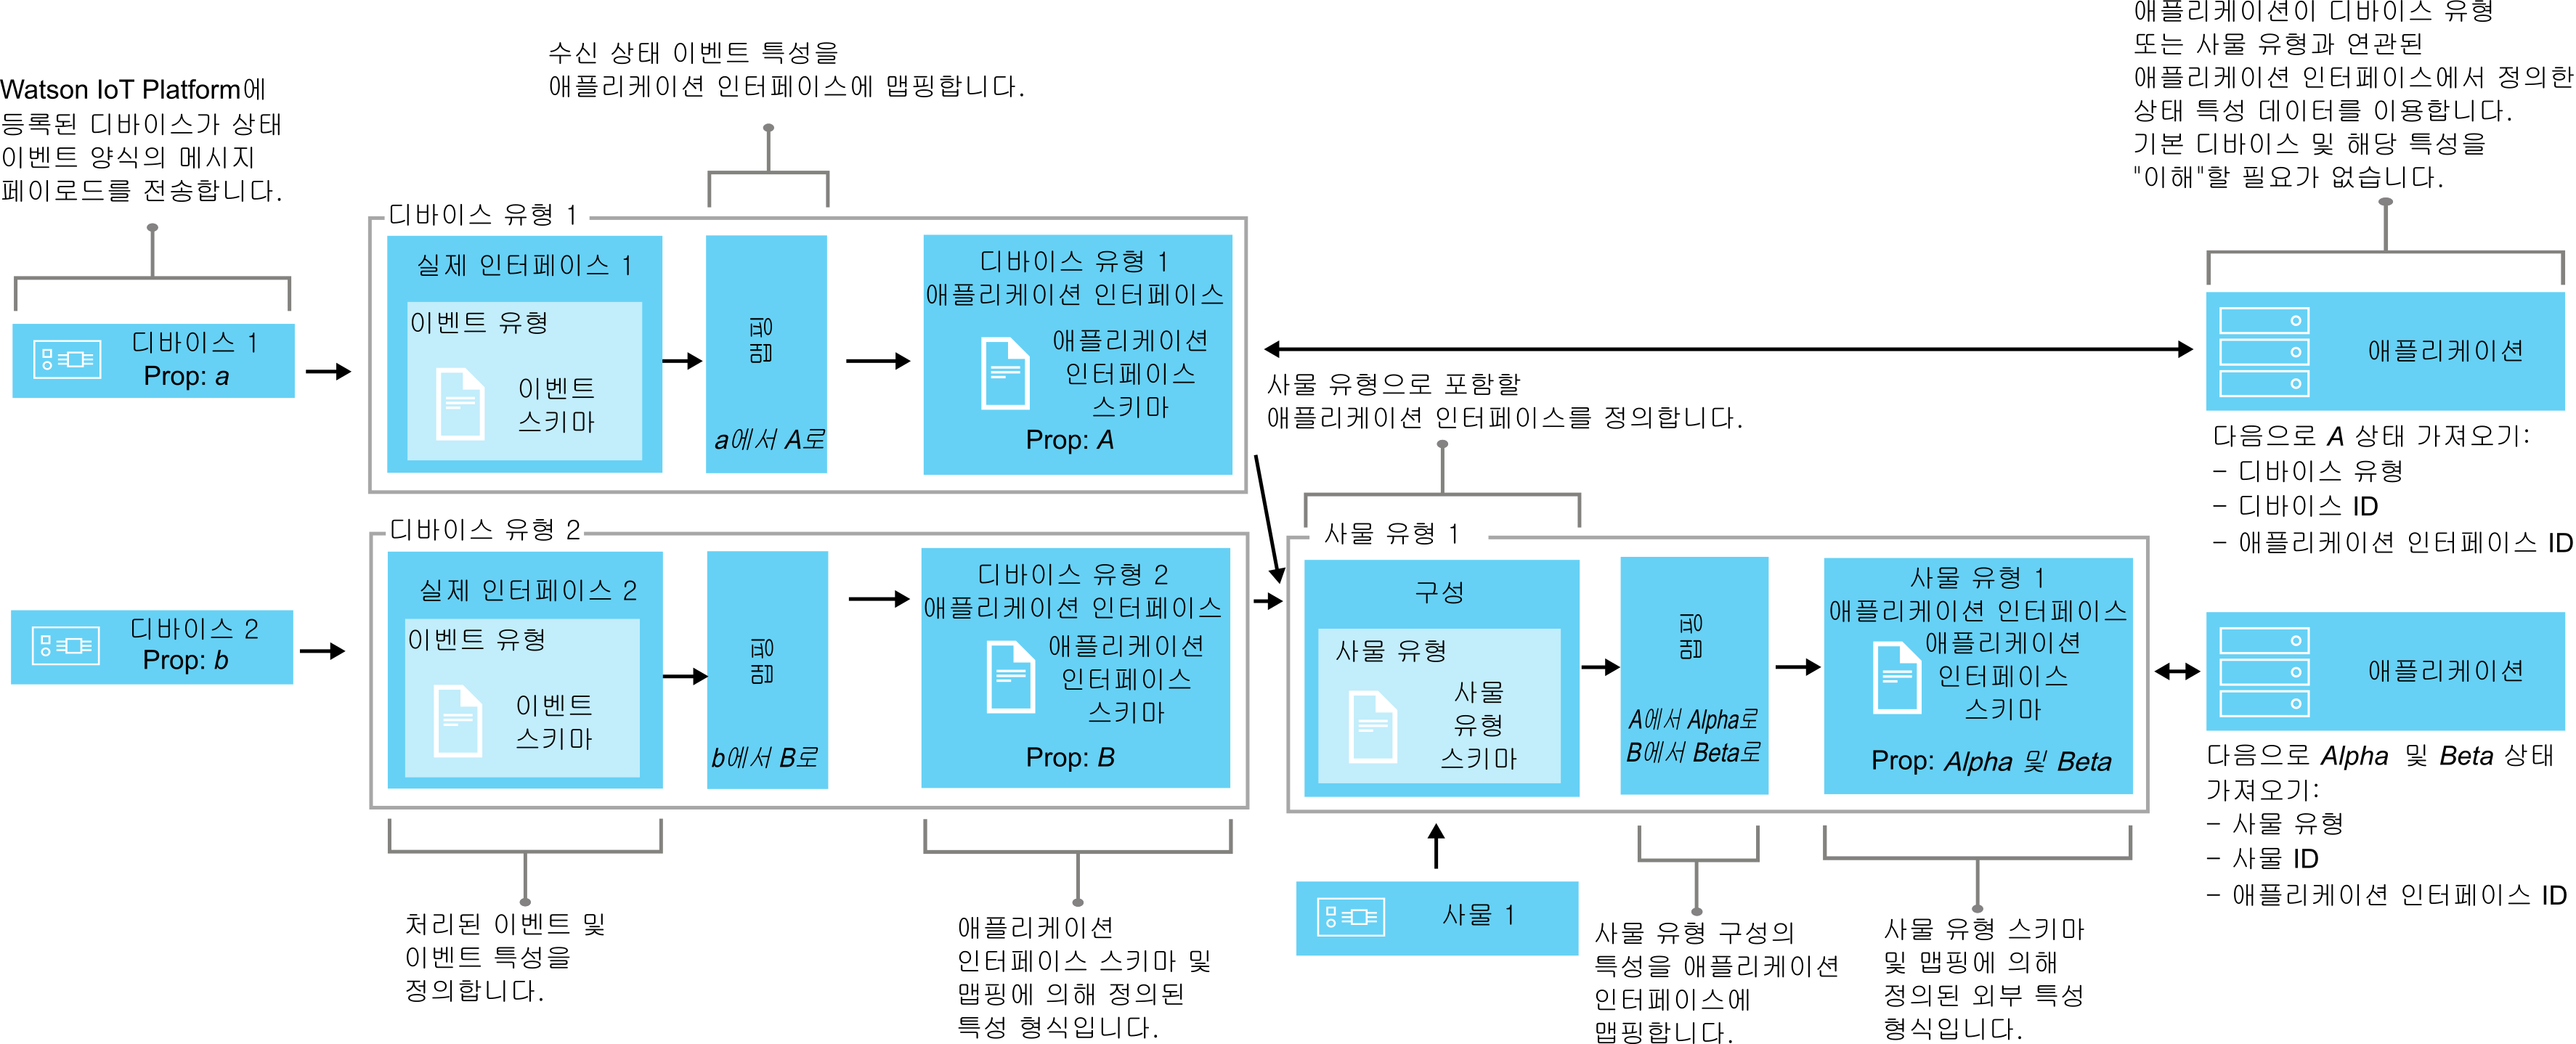 Watson IoT Platform에
등록된 디바이스가 상태
이벤트 양식의 메시지
페이로드를 전송합니다.
수신 상태 이벤트 특성을
애플리케이션 인터페이스에 맵핑합니다.
애플리케이션이 디바이스 유형
또는 사물 유형과 연관된
애플리케이션 인터페이스에서 정의한
상태 특성 데이터를 이용합니다.
기본 디바이스 및 해당 특성을
"이해"할 필요가 없습니다.
디바이스 1
Prop: a
디바이스 유형 1
실제 인터페이스 1
이벤트 유형
이벤트
스키마
맵핑
a에서 A로
디바이스 유형 1
애플리케이션 인터페이스
애플리케이션
인터페이스
스키마
Prop: A
애플리케이션
다음으로 A 상태 가져오기:
- 디바이스 유형
- 디바이스 ID
- 애플리케이션 인터페이스 ID
사물 유형으로 포함할
애플리케이션 인터페이스를 정의합니다.
디바이스 2
Prop: b
디바이스 유형 2
실제 인터페이스 2
이벤트 유형
이벤트
스키마
맵핑
b에서 B로
디바이스 유형 2
애플리케이션 인터페이스
애플리케이션
인터페이스
스키마
Prop: B
사물 유형 1
구성
사물 유형
사물
유형
스키마
맵핑
A에서 Alpha로
B에서 Beta로
사물 유형 1
애플리케이션 인터페이스
애플리케이션
인터페이스
스키마
Prop: Alpha 및 Beta
애플리케이션
다음으로 Alpha 및 Beta 상태
가져오기:
- 사물 유형
- 사물 ID
- 애플리케이션 인터페이스 ID
처리된 이벤트 및
이벤트 특성을
정의합니다.
애플리케이션
인터페이스 스키마 및
맵핑에 의해 정의된
특성 형식입니다.
사물 1
사물 유형 구성의
특성을 애플리케이션
인터페이스에
맵핑합니다.
사물 유형 스키마
및 맵핑에 의해
정의된 외부 특성
형식입니다.